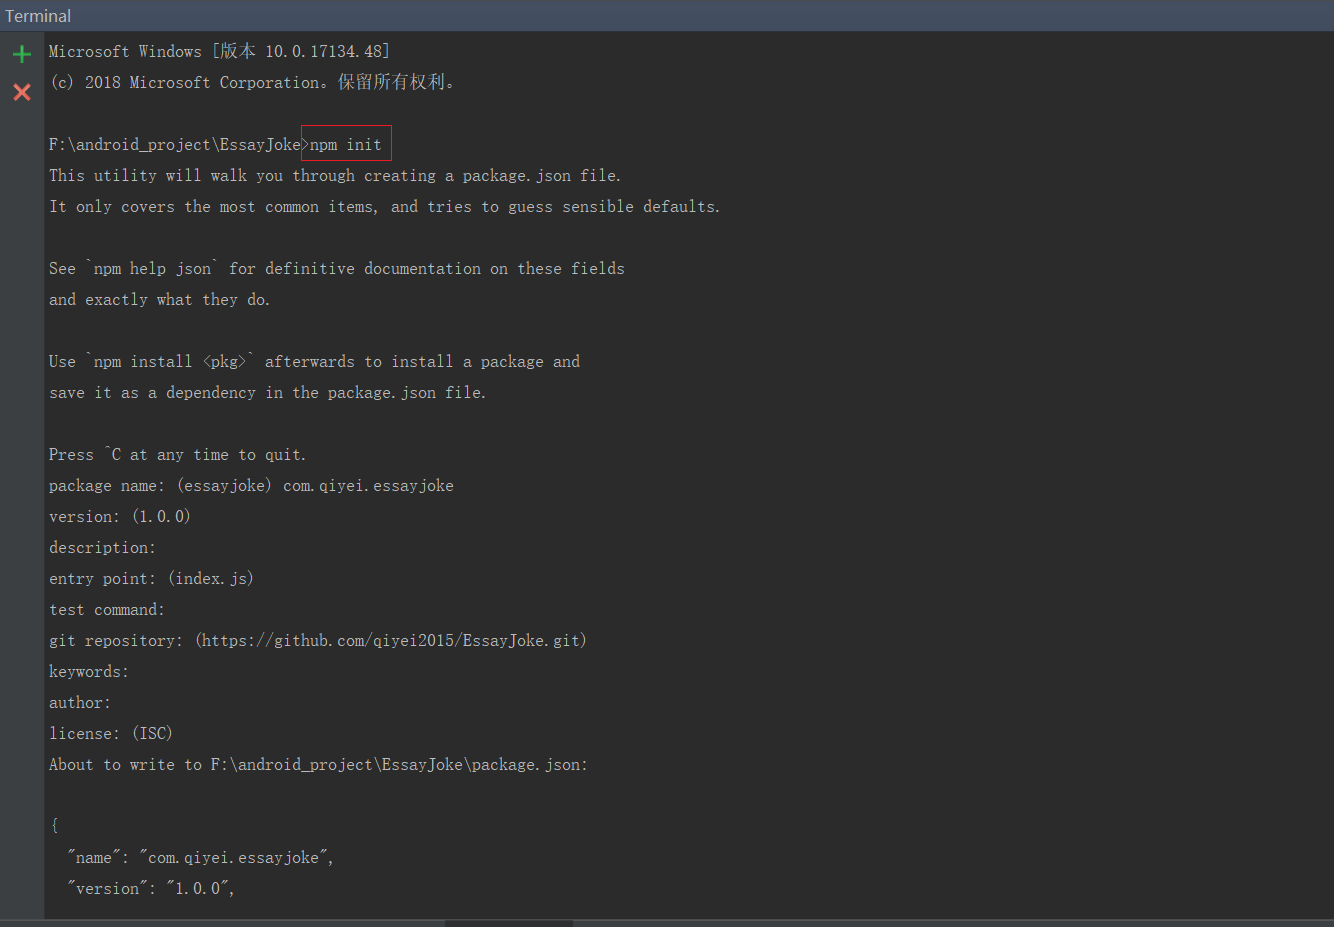 Terminal
Microsoft Windows [版本 10.0.17134.48]
(c) 2018 Microsoft Corporation。保留所有权利。
F:\android_project\EssayJoke>npm init
This utility will walk you through creating a package.json file.
It only covers the most common items, and tries to guess sensible defaults.
See `npm help json` for definitive documentation on these fields
and exactly what they do.
Use `npm install <pkg>` afterwards to install a package and
save it as a dependency in the package.json file.
Press ^C at any time to quit.
package name: (essayjoke) com.qiyei.essayjoke
version: (1.0.0)
description:
entry point: (index.js)
test command:
git repository: (https://github.com/qiyei2015/EssayJoke.git)
keywords:
author:
license: (ISC)
About to write to F:\android_project\EssayJoke\package.json:
{
"name": "com.qiyei.essayjoke",
"version": "1.0.0",